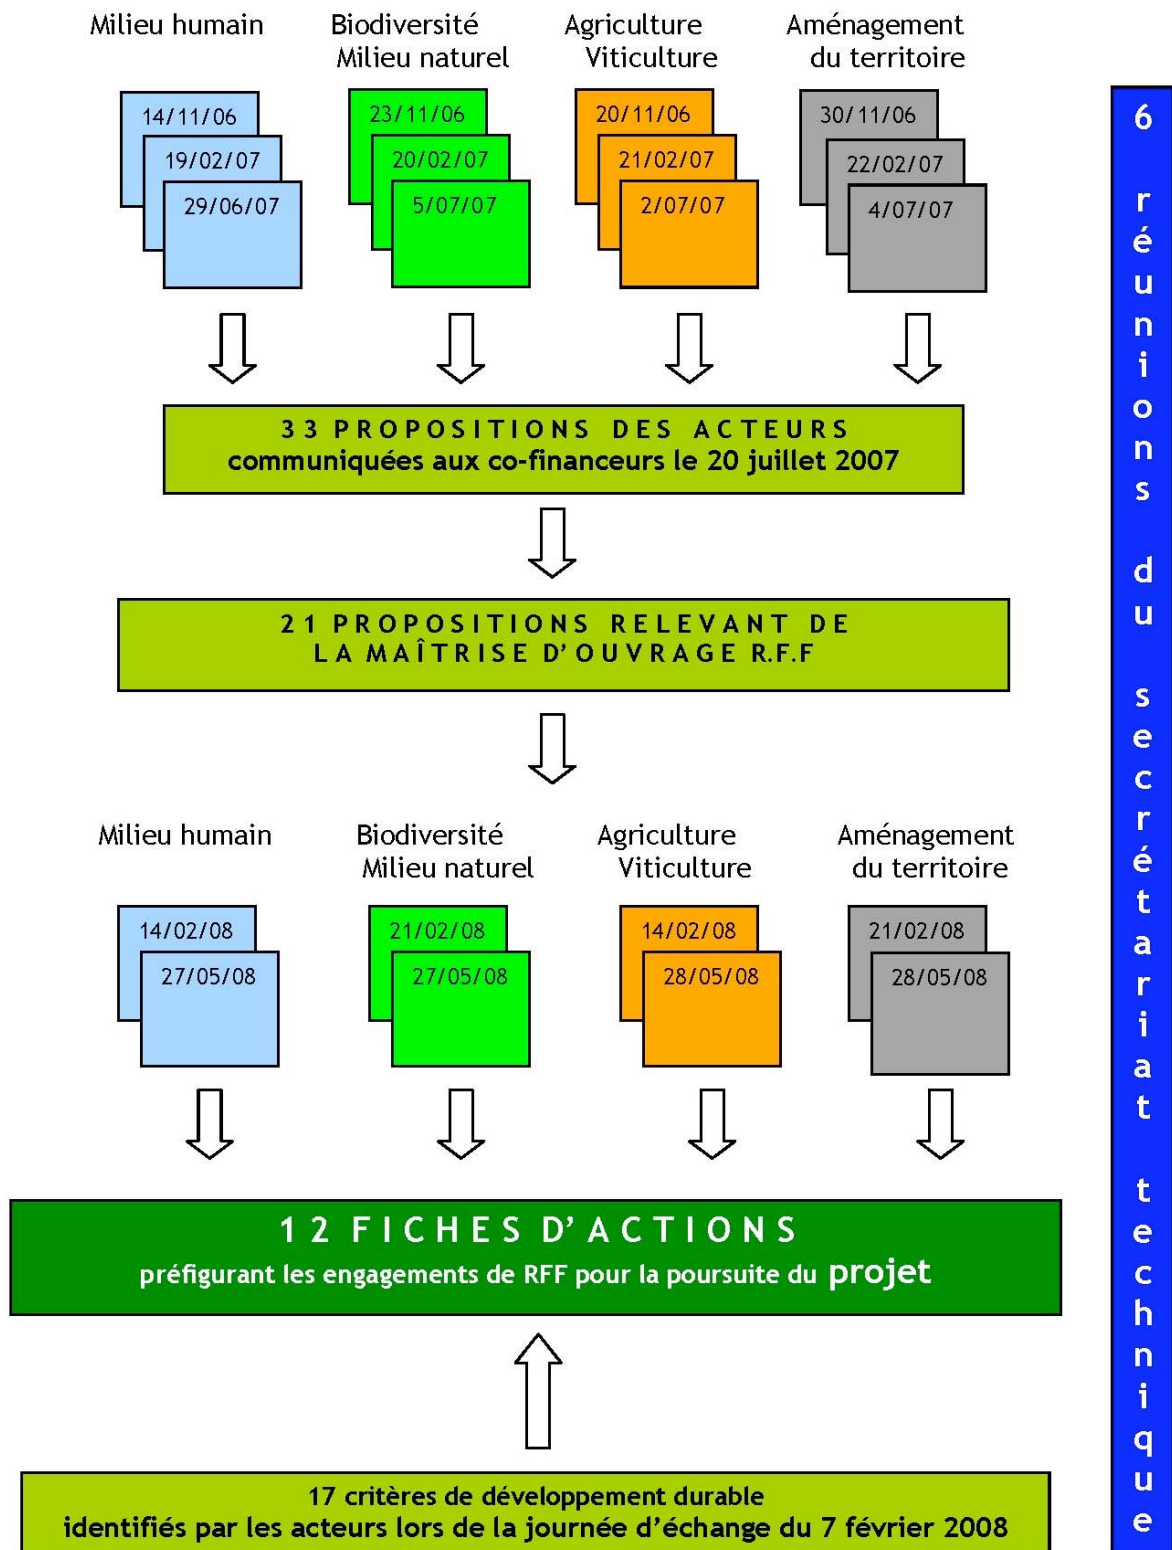 Milieu humain
Biodiversité
Milieu naturel
Agriculture
Viticulture
Aménagement
du territoire
14/11/06
19/02/07
29/06/07
23/11/06
20/02/07
5/07/07
20/11/06
21/02/07
2/07/07
30/11/06
22/02/07
4/07/07
33 PROPOSITIONS DES ACTEURS
communiquées aux co-financeurs le 20 juillet 2007
21 PROPOSITIONS RELEVANT DE
LA MAÎTRISE D'OUVRAGE R.F.F
Milieu humain
Biodiversité
Milieu naturel
Agriculture
Viticulture
Aménagement
du territoire
14/02/08
27/05/08
21/02/08
27/05/08
14/02/08
28/05/08
21/02/08
28/05/08
12 FICHES D'ACTIONS
préfigurant les engagements de RFF pour la poursuite du projet
17 critères de développement durable
identifiés par les acteurs lors de la journée d'échange du 7 février 2008
6 réunions du secrétariat technique